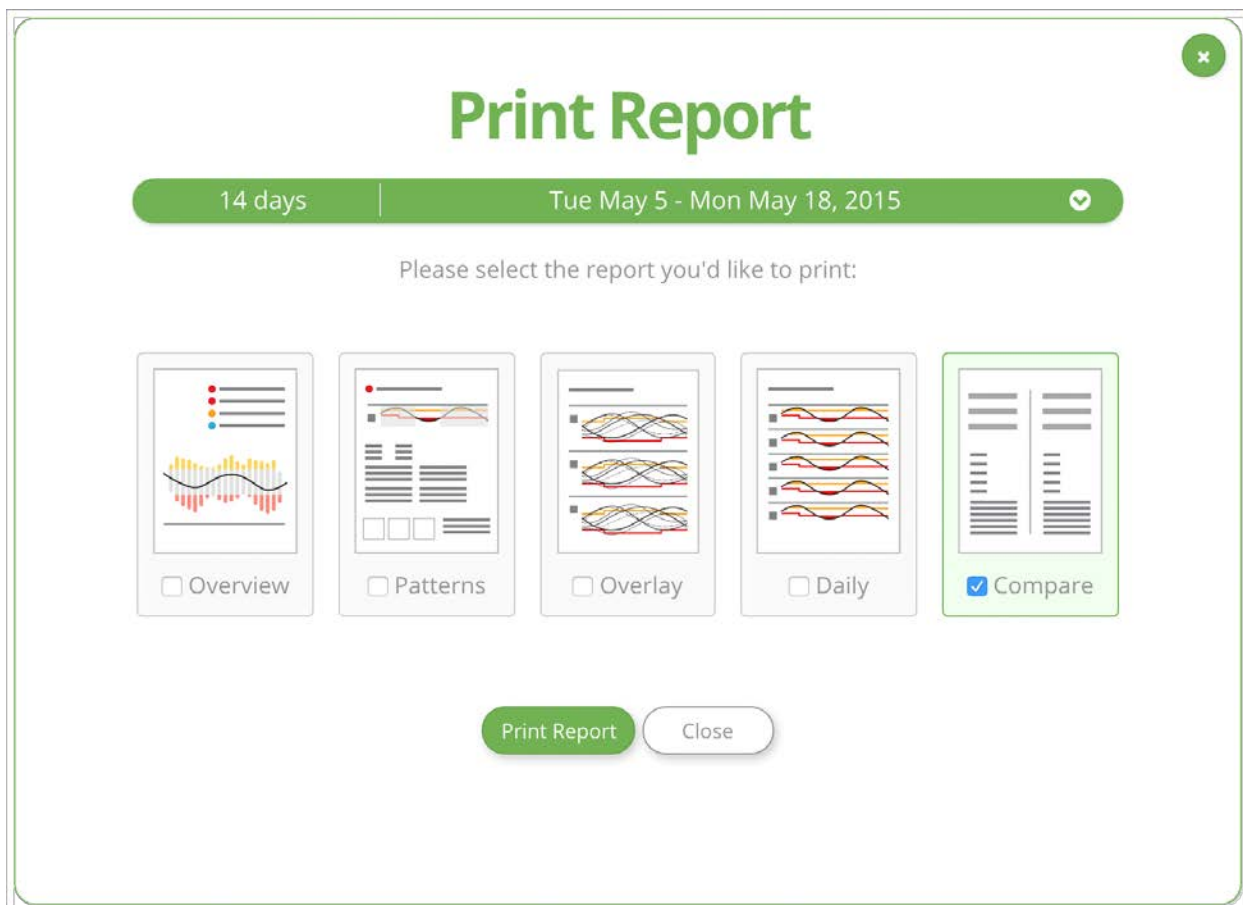 Print Report
14 days
Tue May 5 - Mon May 18, 2015
Please select the report you'd like to print:
Overview
Patterns
Overlay
Daily
Compare
Print Report
Close